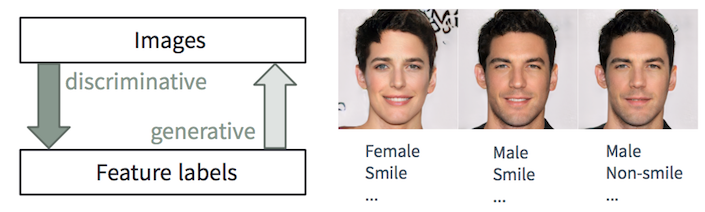 Images
discriminative
generative
Feature labels
Female
Smile
...
Male
Smile
...
Male
Non-smile
...